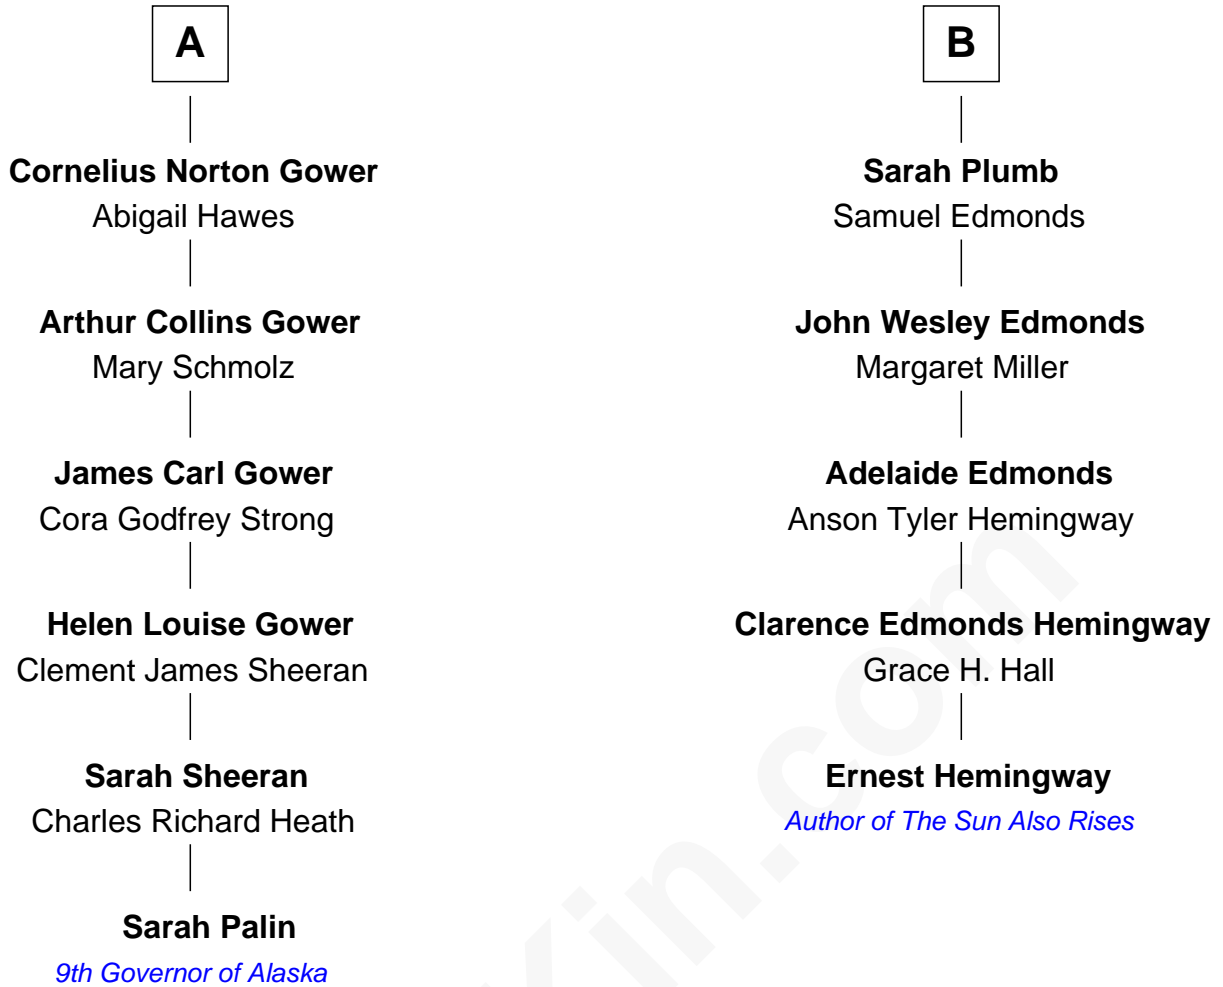 A
Cornelius Norton Gower
Abigail Hawes
Arthur Collins Gower
Mary Schmolz
James Carl Gower
Cora Godfrey Strong
Helen Louise Gower
Clement James Sheeran
Sarah Sheeran
Charles Richard Heath
Sarah Palin
9th Governor of Alaska
B
Sarah Plumb
Samuel Edmonds
John Wesley Edmonds
Margaret Miller
Adelaide Edmonds
Anson Tyler Hemingway
Clarence Edmonds Hemingway
Grace H. Hall
Ernest Hemingway
Author of The Sun Also Rises
Kin.com